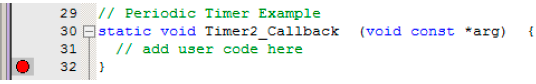 29 // Periodic Timer Example
30 static void Timer2_Callback (void const *arg) {
31 // add user code here
32 }